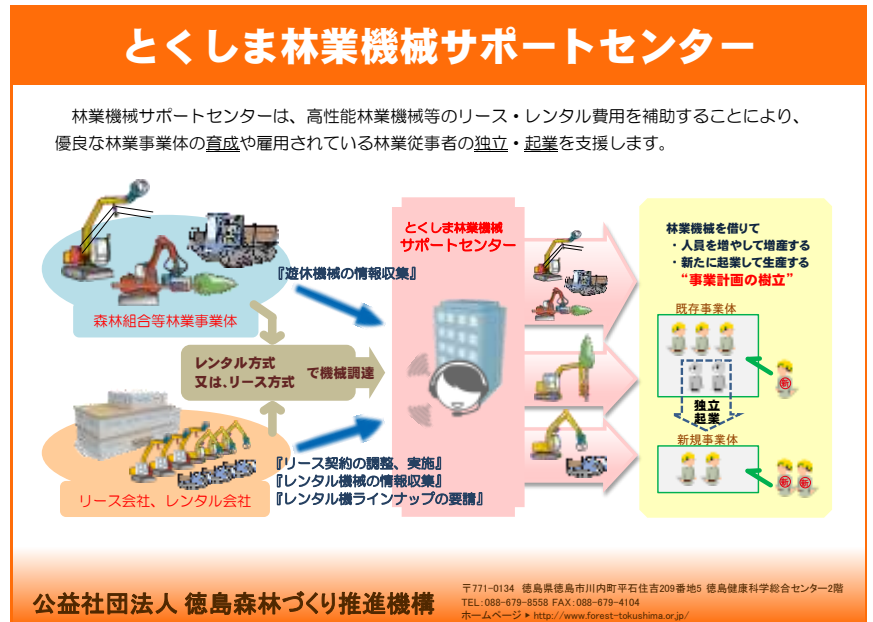 とくしま林業機械サポートセンター
林業機械サポートセンターは、高性能林業機械等のリース・レンタル費用を補助することにより、
優良な林業事業体の育成や雇用されている林業従事者の独立・起業を支援します。
森林組合等林業事業体
『遊休機械の情報収集』
レンタル方式
又は、リース方式
で機械調達
リース会社、レンタル会社
『リース契約の調整、実施』
『レンタル機械の情報収集』
『レンタル機ラインナップの要請』
とくしま林業機械
サポートセンター
林業機械を借りて
・人員を増やして増産する
・新たに起業して生産する
“事業計画の樹立”
既存事業体
新
独立
起業
新規事業体
新 新
公益社団法人 徳島森林づくり推進機構
〒771-0134 徳島県徳島市川内町平石住吉209番地5 徳島健康科学総合センター2階
TEL:088-679-8558 FAX:088-679-4104
ホームページ ▶ http://www.forest-tokushima.or.jp/